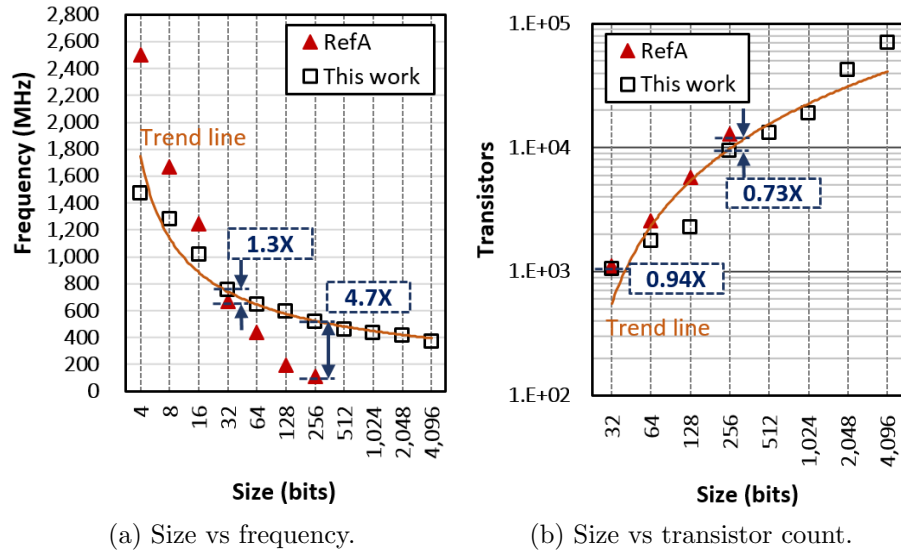 2,800
2,600
2,400
2,200
2,000
1,800
1,600
1,400
1,200
1,000
800
600
400
200
0
Frequency (MHz)
RefA
This work
Trend line
1.3X
4.7X
4
8
16
32
64
128
256
512
1,024
2,048
4,096
Size (bits)
(a) Size vs frequency.
1.E+05
1.E+04
1.E+03
1.E+02
Transistors
RefA
This work
0.73X
0.94X
Trend line
32
64
128
256
512
1,024
2,048
4,096
Size (bits)
(b) Size vs transistor count.